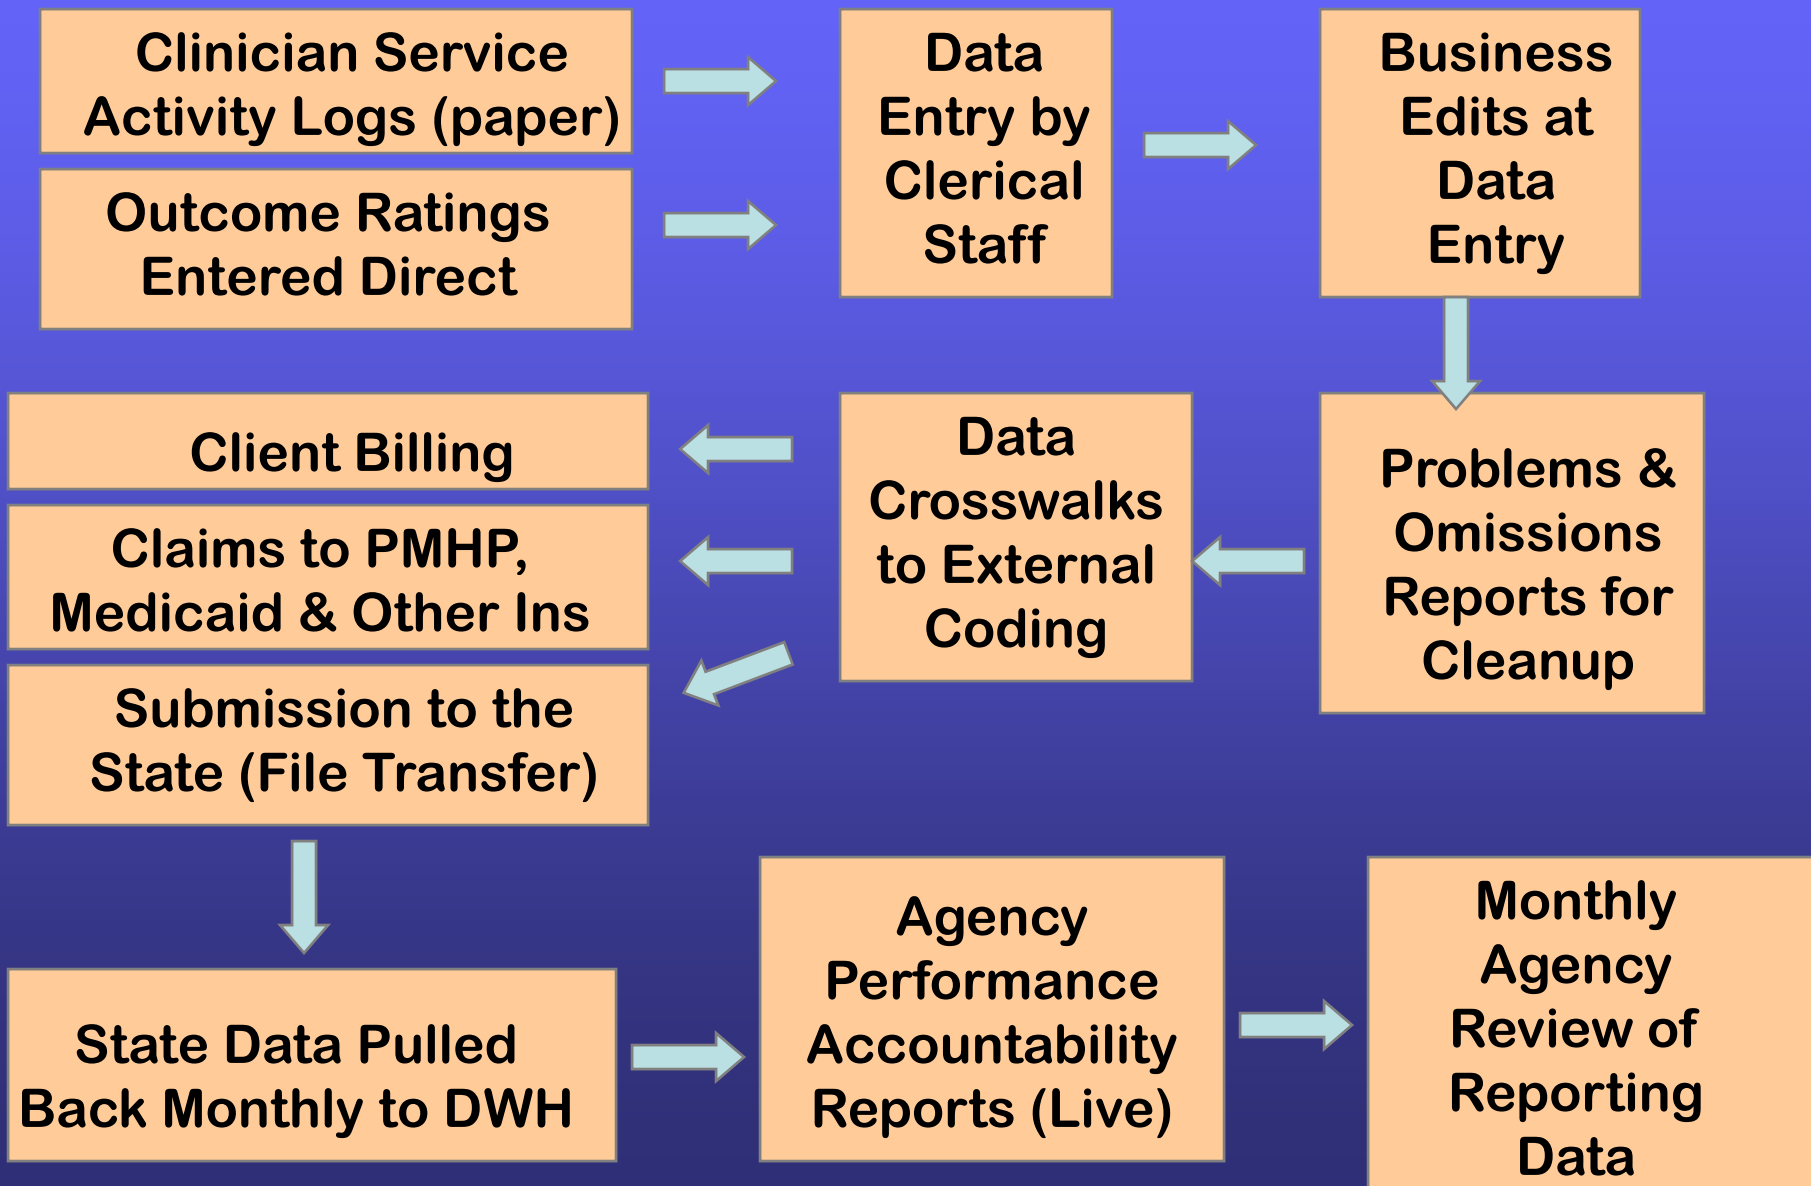 Clinician Service
Activity Logs (paper)
Outcome Ratings
Entered Direct
Data
Entry by
Clerical
Staff
Business
Edits at
Data
Entry
Problems &
Omissions
Reports for
Cleanup
Data
Crosswalks
to External
Coding
Client Billing
Claims to PMHP,
Medicaid & Other Ins
Submission to the
State (File Transfer)
State Data Pulled
Back Monthly to DWH
Agency
Performance
Accountability
Reports (Live)
Monthly
Agency
Review of
Reporting
Data